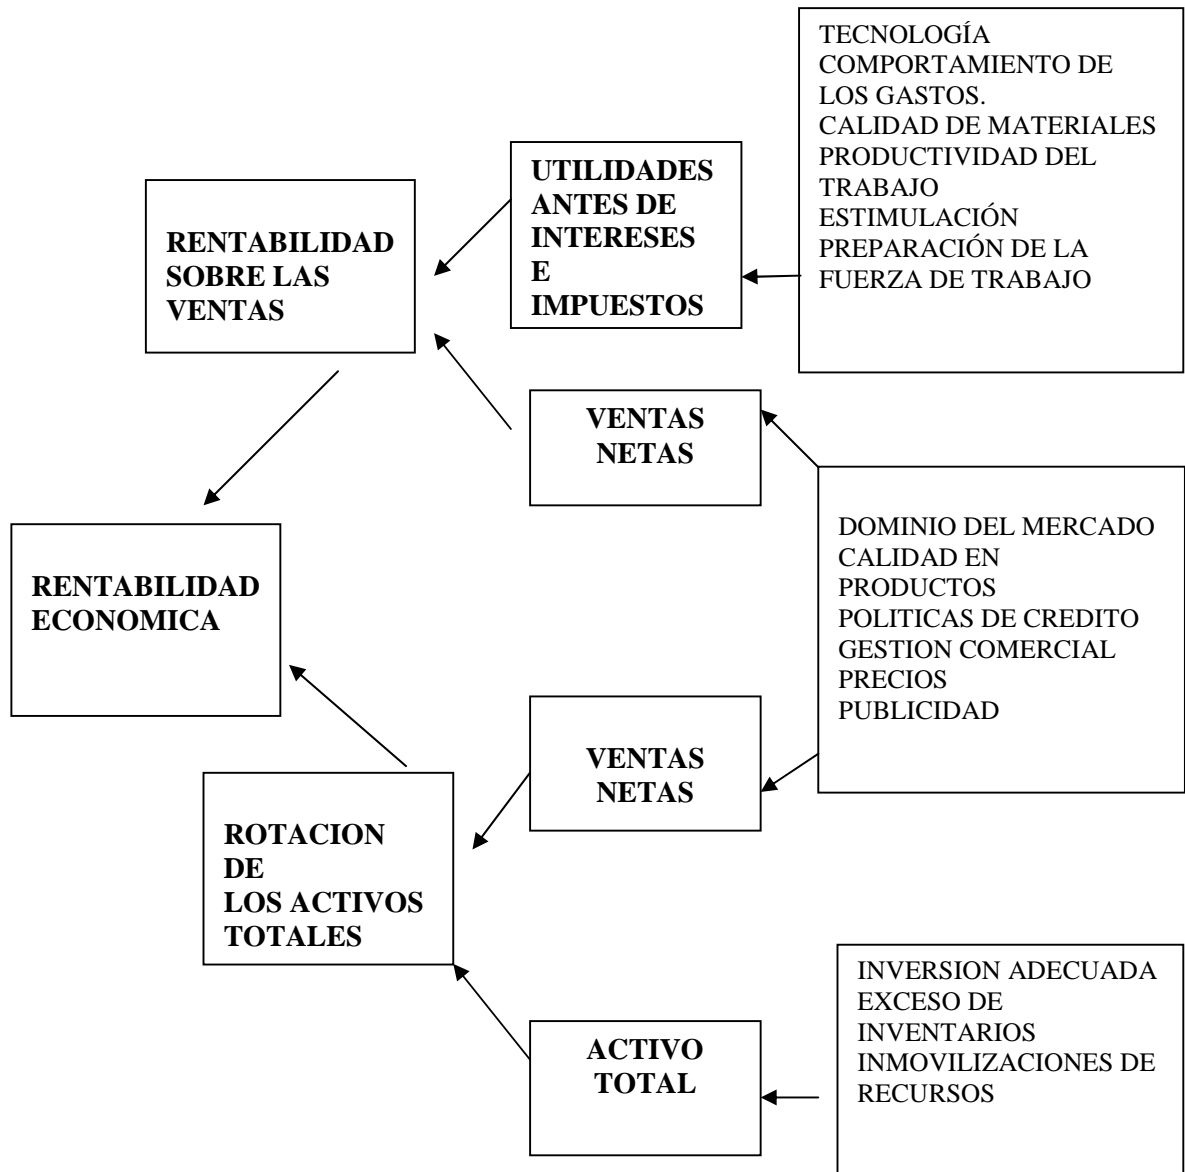 TECNOLOGÍA
COMPORTAMIENTO DE
LOS GASTOS.
CALIDAD DE MATERIALES
PRODUCTIVIDAD DEL
TRABAJO
ESTIMULACIÓN
PREPARACIÓN DE LA
FUERZA DE TRABAJO
UTILIDADES
ANTES DE
INTERESES
E
IMPUESTOS
RENTABILIDAD
SOBRE LAS
VENTAS
VENTAS
NETAS
DOMINIO DEL MERCADO
CALIDAD EN
PRODUCTOS
POLITICAS DE CREDITO
GESTION COMERCIAL
PRECIOS
PUBLICIDAD
RENTABILIDAD
ECONOMICA
VENTAS
NETAS
ROTACION
DE
LOS ACTIVOS
TOTALES
INVERSION ADECUADA
EXCESO DE
INVENTARIOS
INMOVILIZACIONES DE
RECURSOS
ACTIVO
TOTAL